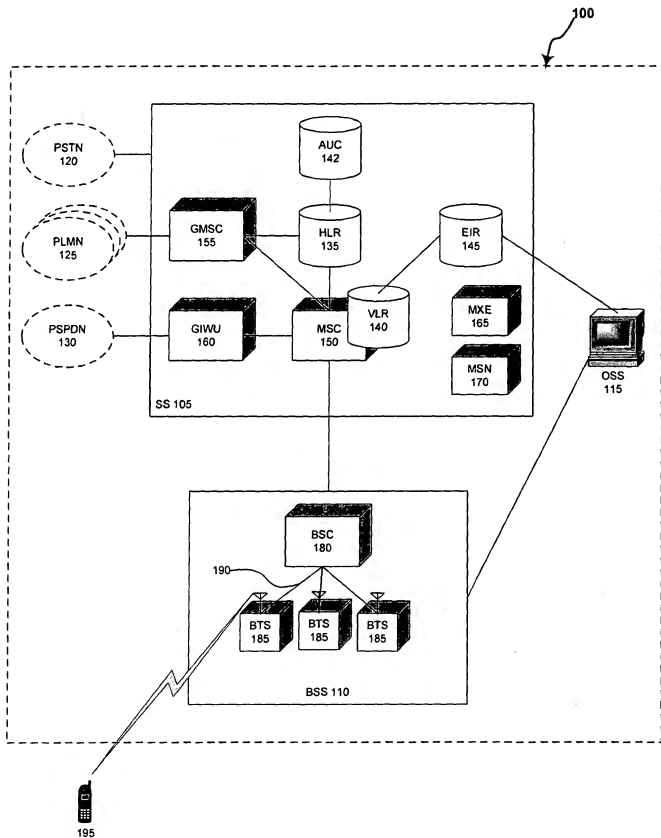 100
PSTN
120
AUC
142
PLMN
125
GMSC
155
HLR
135
EIR
145
PSPDN
130
GIWU
160
MSC
150
VLR
140
MXE
165
MSN
170
OSS
115
SS 105
BSC
180
190
BTS
185
BTS
185
BTS
185
BSS 110
195